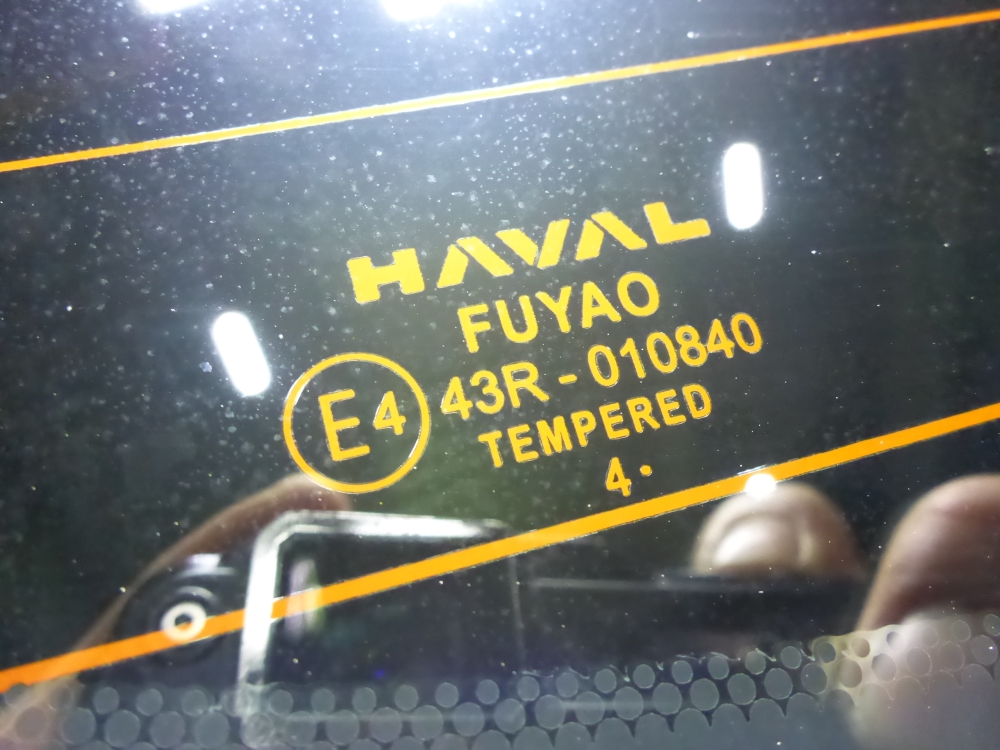 HAVAL
FUYAO
E4 43R - 010840
TEMPERED
4 •